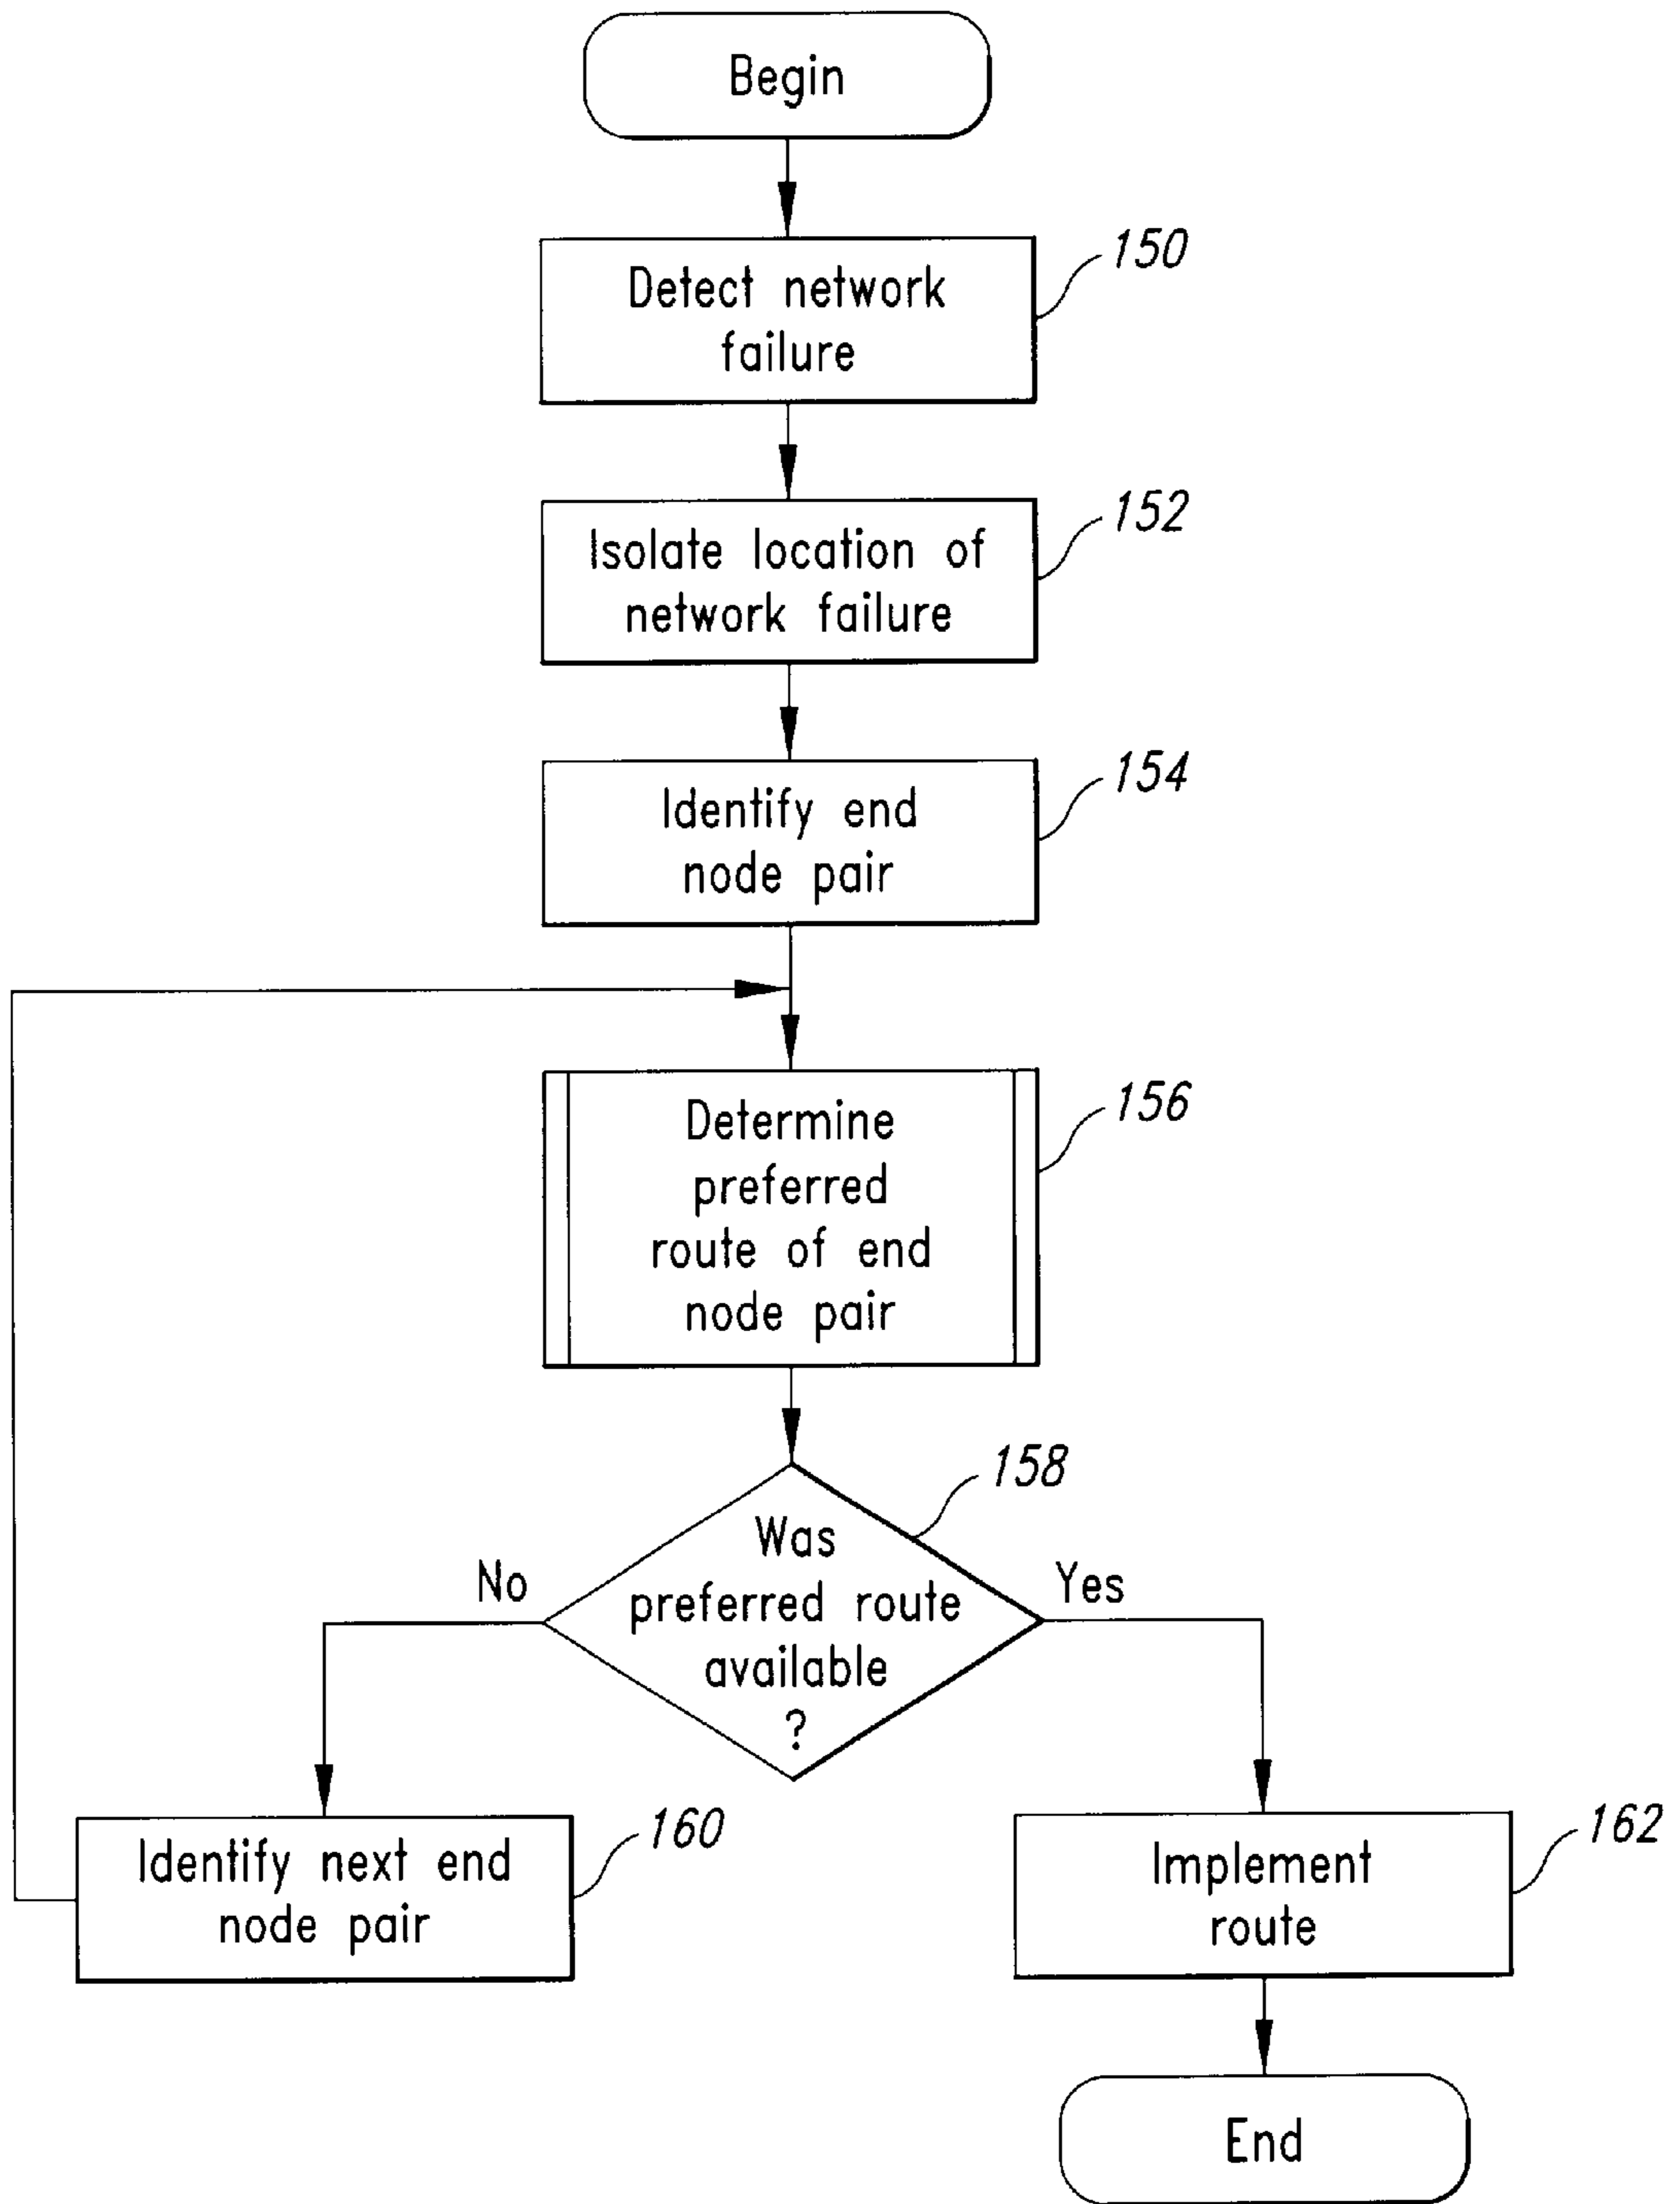 Begin
150
Detect network
failure
152
Isolate location of
network failure
154
Identify end
node pair
156
Determine
preferred
route of end
node pair
158
Was
preferred route
available
?
No
Yes
160
Identify next end
node pair
162
Implement
route
End